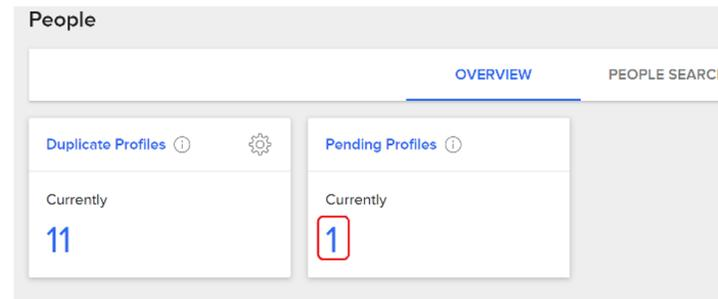 People
OVERVIEW PEOPLE SEARC
Duplicate Profiles
Currently
11
Pending Profiles
Currently
1